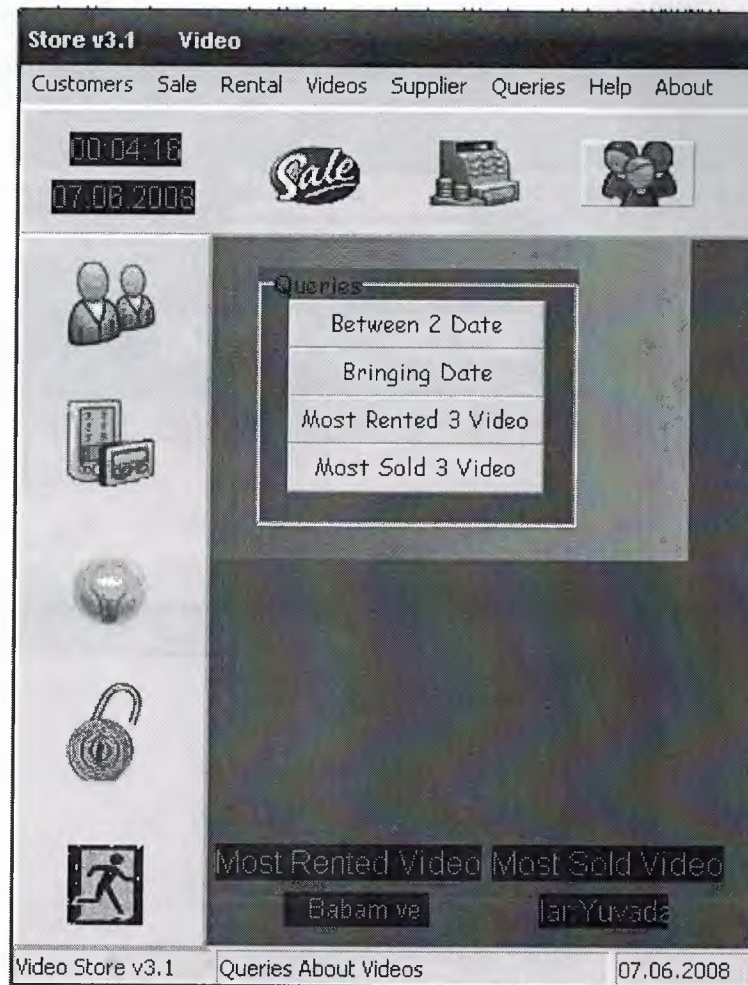 Store v3.1 Video
Customers Sale Rental Videos Supplier Queries Help About
00:04:16
07.06.2008
Sale
Queries
Between 2 Date
Bringing Date
Most Rented 3 Video
Most Sold 3 Video
Most Rented Video Most Sold Video
Babam ve lar:Yuvada
Video Store v3.1 Queries About Videos 07.06.2008